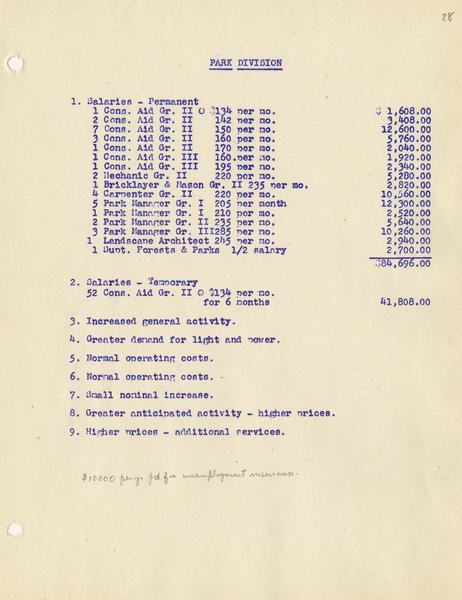 28
PARK DIVISION
1. Salaries - Permanent
1 Cons. Aid Gr. II @ $134 per mo. $ 1,608.00
2 Cons. Aid Gr. II 142 per mo. 3,408.00
7 Cons. Aid Gr. II 150 per mo. 12,600.00
3 Cons. Aid Gr. II 160 per mo. 5,760.00
1 Cons. Aid Gr. II 170 per mo. 2,040.00
1 Cons. Aid Gr. III 160 per mo. 1,920.00
1 Cons. Aid Gr. III 195 per mo. 2,340.00
2 Mechanic Gr. II 220 per mo. 5,280.00
1 Bricklayer & Mason Gr. II 235 per mo. 2,820.00
4 Carpenter Gr. II 220 per mo. 10,560.00
5 Park Manager Gr. I 205 per month 12,300.00
1 Park Manager Gr. I 210 per mo. 2,520.00
2 Park Manager Gr. II 235 per mo. 5,640.00
3 Park Manager Gr. III 285 per mo. 10,260.00
1 Landscape Architect 245 per mo. 2,940.00
1 Supt. Forests & Parks 1/2 salary 2,700.00
$84,696.00
2. Salaries - Temporary
52 Cons. Aid Gr. II @ $134 per mo.
for 6 months 41,808.00
3. Increased general activity.
4. Greater demand for light and power.
5. Normal operating costs.
6. Normal operating costs.
7. Small nominal increase.
8. Greater anticipated activity - higher prices.
9. Higher prices - additional services.
$10000 per yr pd for unemployment insurance.